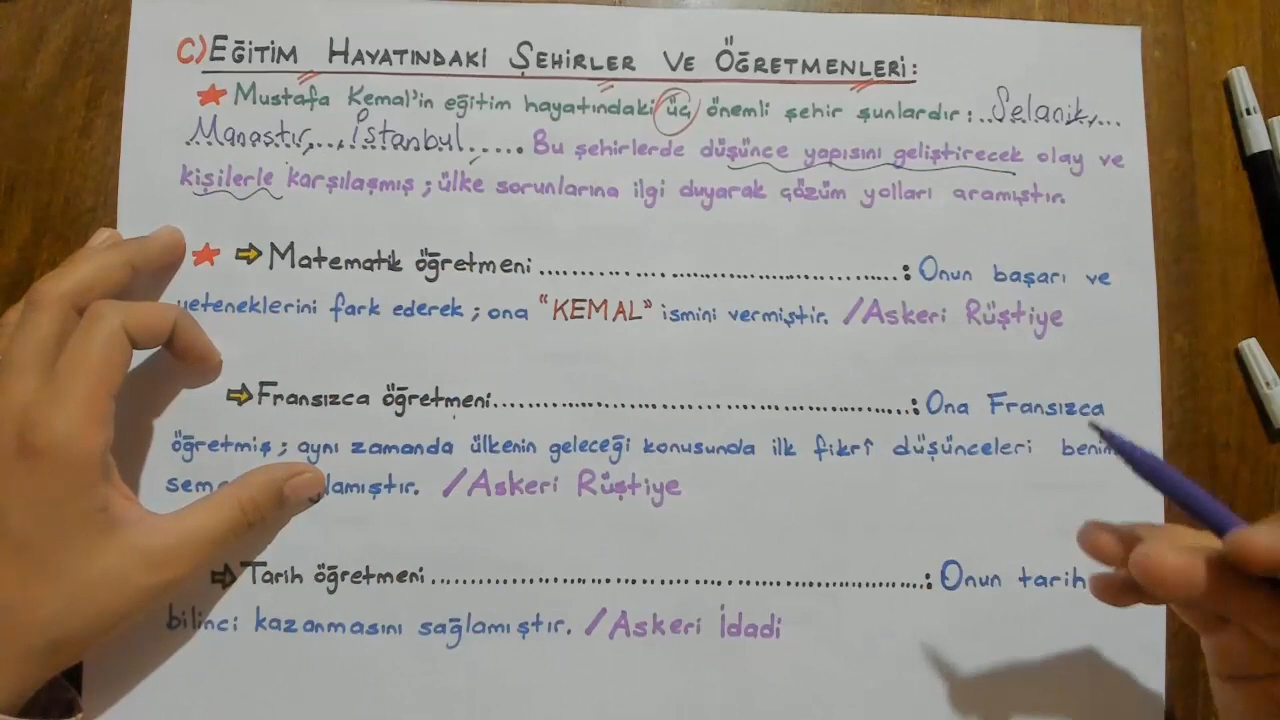 C) EĞİTİM HAYATINDAKİ ŞEHİRLER VE ÖĞRETMENLERİ:
Mustafa Kemal'in eğitim hayatındaki üç önemli şehir şunlardır: ..Selanik,...
Manastır,...İstanbul,..... Bu şehirlerde düşünce yapısını geliştirecek olay ve
kişilerle karşılaşmış ; ülke sorunlarına ilgi duyarak çözüm yolları aramıştır.
Matematik öğretmeni..................................................: Onun başarı ve
yeteneklerini fark ederek ; ona "KEMAL" ismini vermiştir. /Askeri Rüştiye
Fransızca öğretmeni..........................................................: Ona Fransızca
öğretmiş ; aynı zamanda ülkenin geleceği konusunda ilk fikrî düşünceleri benim
seme lamıştır. /Askeri Rüştiye
Tarih öğretmeni....................................................................: Onun tarih
bilinci kazanmasını sağlamıştır. /Askeri İdadi